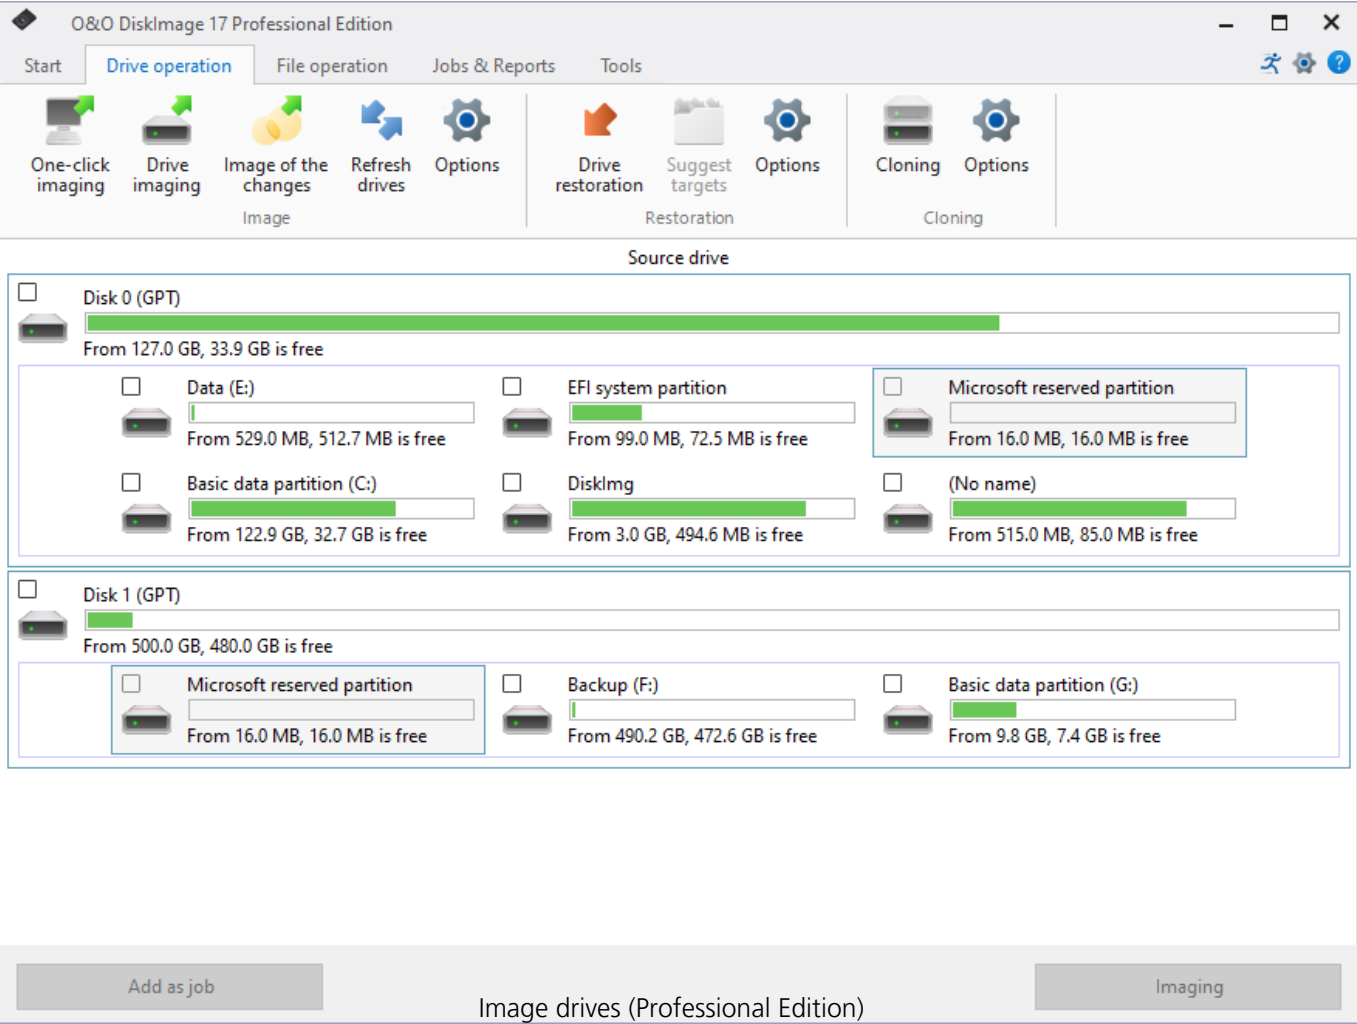 O&O DiskImage 17 Professional Edition
Start Drive operation File operation Jobs & Reports Tools
One-click imaging
Drive imaging
Image of the changes
Refresh drives
Options
Drive restoration
Suggest targets
Options
Cloning
Options
Image Restoration Cloning
Source drive
Disk 0 (GPT)
From 127.0 GB, 33.9 GB is free
Data (E:)
From 529.0 MB, 512.7 MB is free
EFI system partition
From 99.0 MB, 72.5 MB is free
Microsoft reserved partition
From 16.0 MB, 16.0 MB is free
Basic data partition (C:)
From 122.9 GB, 32.7 GB is free
DiskImg
From 3.0 GB, 494.6 MB is free
(No name)
From 515.0 MB, 85.0 MB is free
Disk 1 (GPT)
From 500.0 GB, 480.0 GB is free
Microsoft reserved partition
From 16.0 MB, 16.0 MB is free
Backup (F:)
From 490.2 GB, 472.6 GB is free
Basic data partition (G:)
From 9.8 GB, 7.4 GB is free
Add as job Imaging
Image drives (Professional Edition)